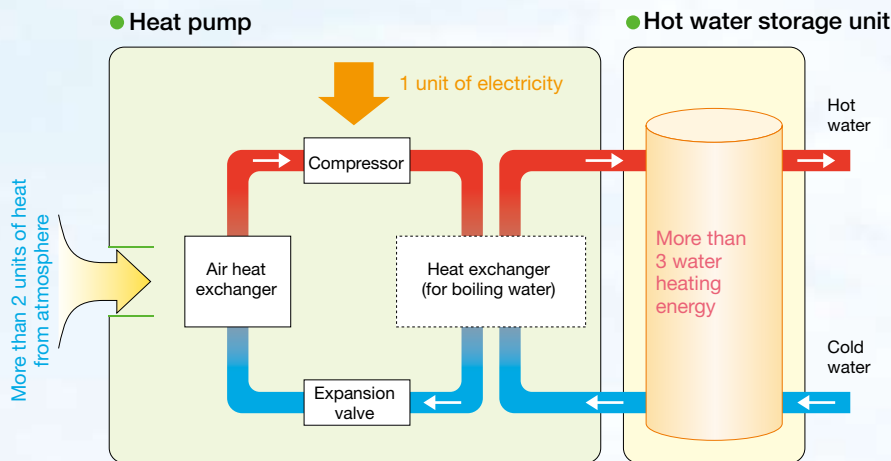 Heat pump
Hot water storage unit
1 unit of electricity
Hot
water
Compressor
More than 2 units of heat
from atmosphere
Air heat
exchanger
Heat exchanger
(for boiling water)
More than
3 water
heating
energy
Cold
water
Expansion
valve